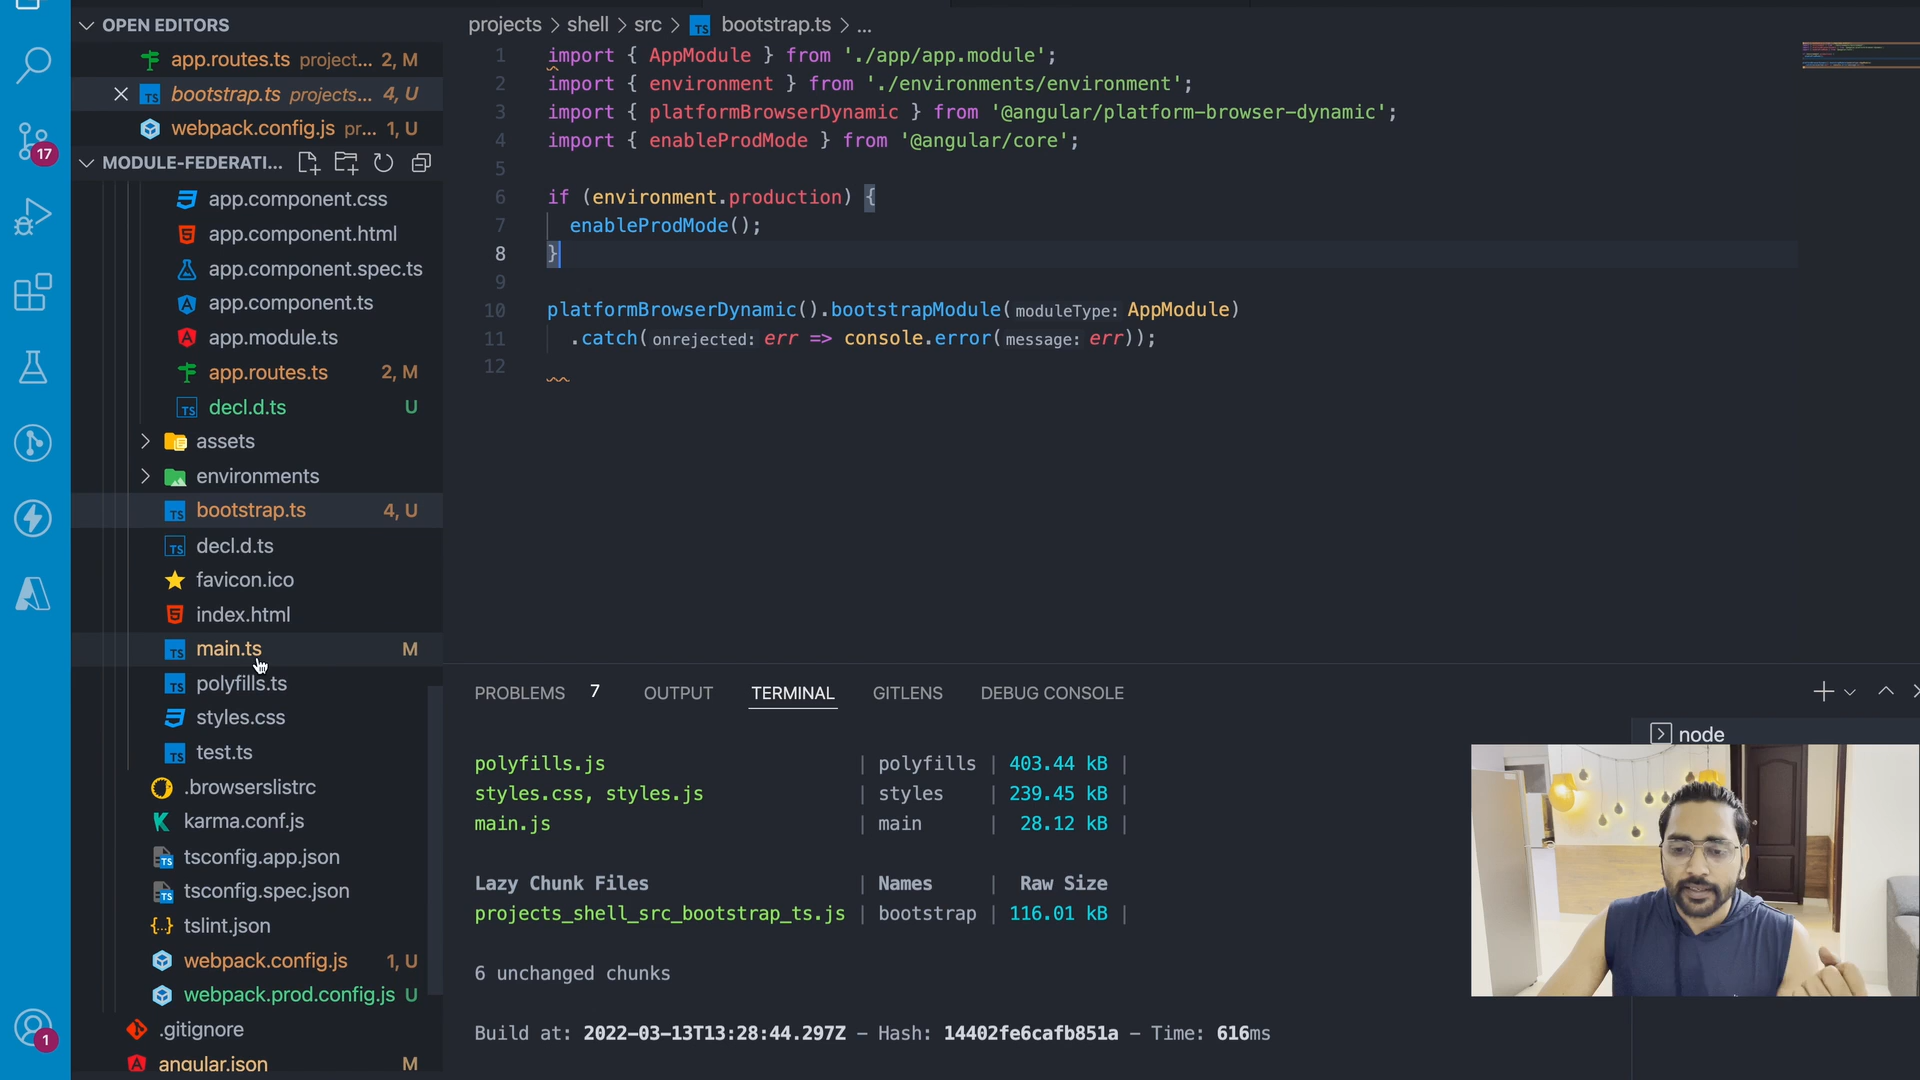 OPEN EDITORS
app.routes.ts project... 2, M
bootstrap.ts projects... 4, U
webpack.config.js pr... 1, U
MODULE-FEDERATI...
app.component.css
app.component.html
app.component.spec.ts
app.component.ts
app.module.ts
app.routes.ts 2, M
decl.d.ts U
assets
environments
bootstrap.ts 4, U
decl.d.ts
favicon.ico
index.html
main.ts M
polyfills.ts
styles.css
test.ts
.browserslistrc
karma.conf.js
tsconfig.app.json
tsconfig.spec.json
tslint.json
webpack.config.js 1, U
webpack.prod.config.js U
.gitignore
angular.json M
17
1
projects > shell > src > TS bootstrap.ts > ...
1 import { AppModule } from './app/app.module';
2 import { environment } from './environments/environment';
3 import { platformBrowserDynamic } from '@angular/platform-browser-dynamic';
4 import { enableProdMode } from '@angular/core';
5
6 if (environment.production) {
7 enableProdMode();
8 }
9
10 platformBrowserDynamic().bootstrapModule(moduleType: AppModule)
11 .catch(onrejected: err => console.error(message: err));
12
PROBLEMS 7 OUTPUT TERMINAL GITLENS DEBUG CONSOLE
node
polyfills.js | polyfills | 403.44 kB |
styles.css, styles.js | styles | 239.45 kB |
main.js | main | 28.12 kB |
Lazy Chunk Files | Names | Raw Size
projects_shell_src_bootstrap_ts.js | bootstrap | 116.01 kB |
6 unchanged chunks
Build at: 2022-03-13T13:28:44.297Z - Hash: 14402fe6cafb851a - Time: 616ms